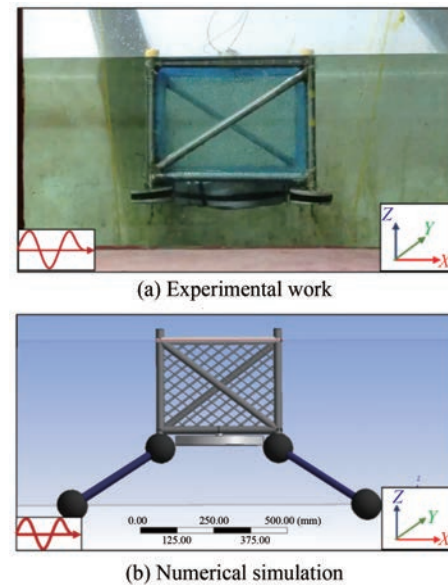 Z
Y
X
(a) Experimental work
0.00 250.00 500.00 (mm)
125.00 375.00
z
Z
Y
X
(b) Numerical simulation